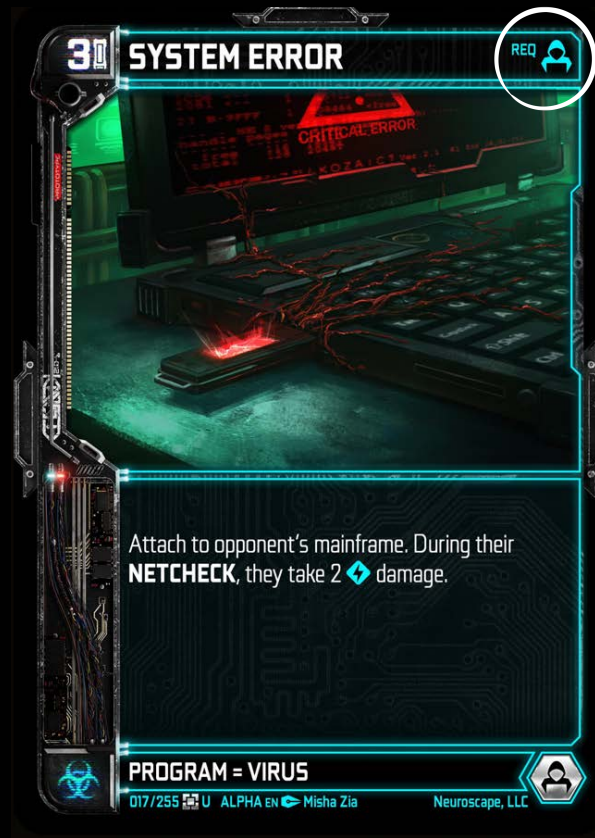 3
SYSTEM ERROR
REQ
PROTOTYPE
CRITICAL ERROR
Attach to opponent's mainframe. During their
NETCHECK, they take 2 damage.
PROGRAM = VIRUS
017/255 U ALPHA EN Misha Zia
Neuroscape, LLC